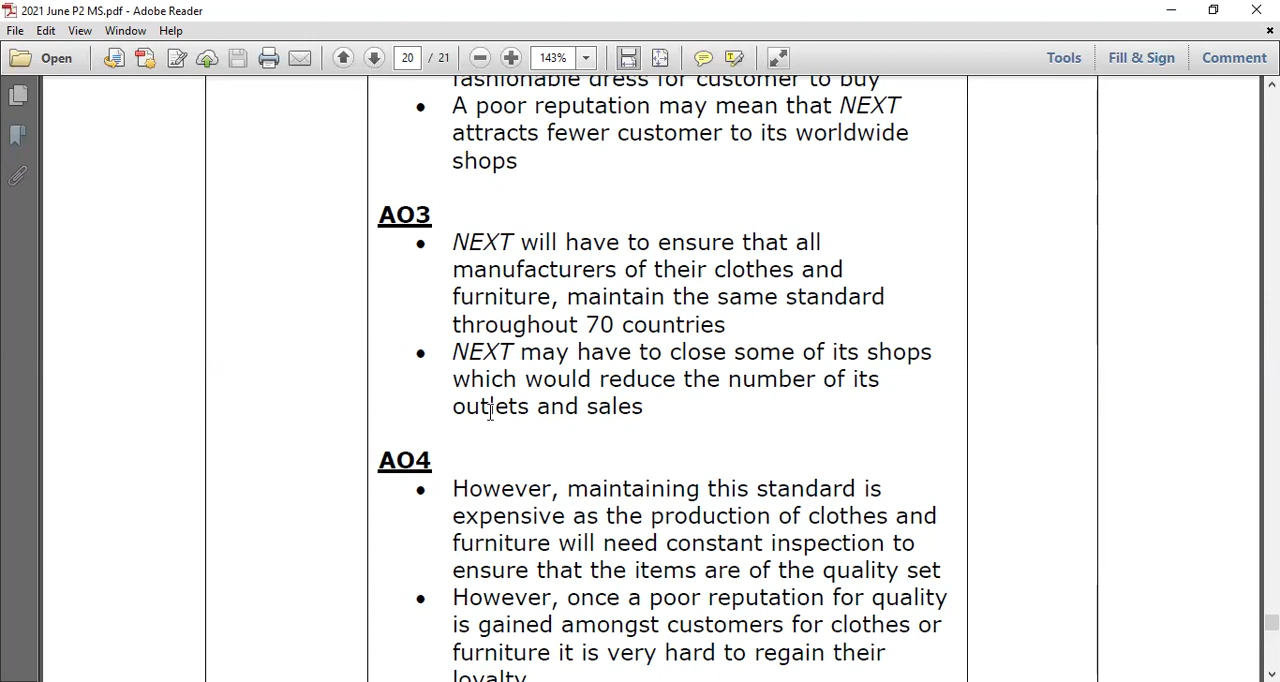 2021 June P2 MS.pdf - Adobe Reader
File Edit View Window Help
Open 20 / 21 143% Tools Fill & Sign Comment
fashionable dress for customer to buy
• A poor reputation may mean that NEXT
attracts fewer customer to its worldwide
shops
AO3
• NEXT will have to ensure that all
manufacturers of their clothes and
furniture, maintain the same standard
throughout 70 countries
• NEXT may have to close some of its shops
which would reduce the number of its
outlets and sales
AO4
• However, maintaining this standard is
expensive as the production of clothes and
furniture will need constant inspection to
ensure that the items are of the quality set
• However, once a poor reputation for quality
is gained amongst customers for clothes or
furniture it is very hard to regain their
loyalty